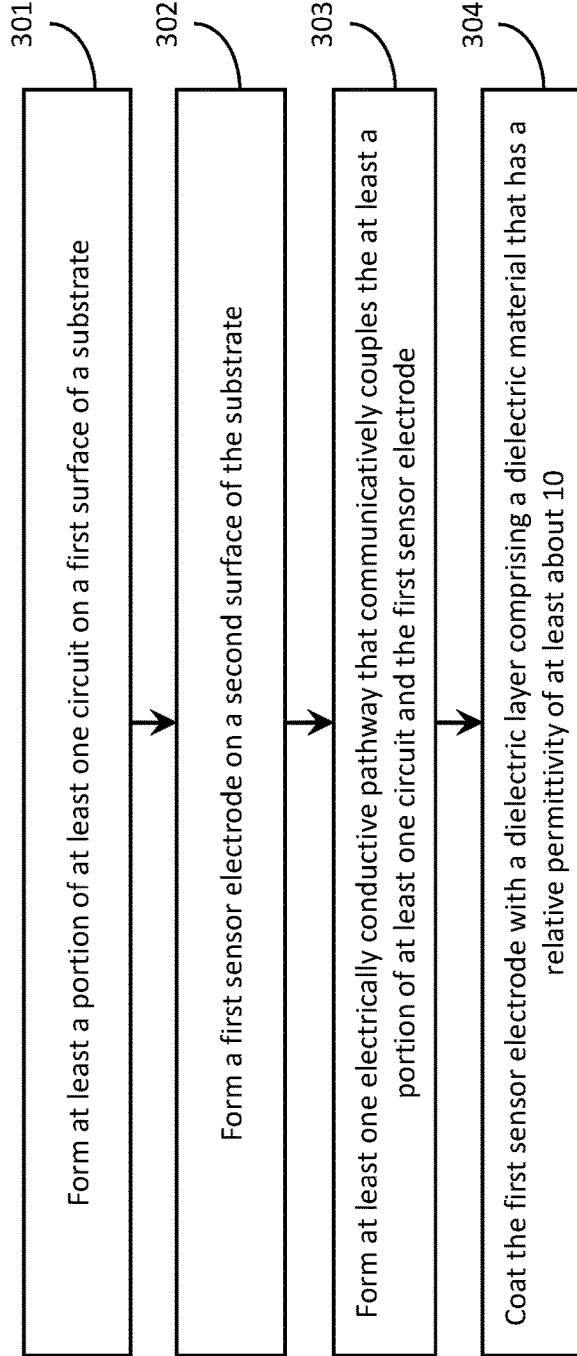 301
Form at least a portion of at least one circuit on a first surface of a substrate
302
Form a first sensor electrode on a second surface of the substrate
303
Form at least one electrically conductive pathway that communicatively couples the at least a
portion of at least one circuit and the first sensor electrode
304
Coat the first sensor electrode with a dielectric layer comprising a dielectric material that has a
relative permittivity of at least about 10